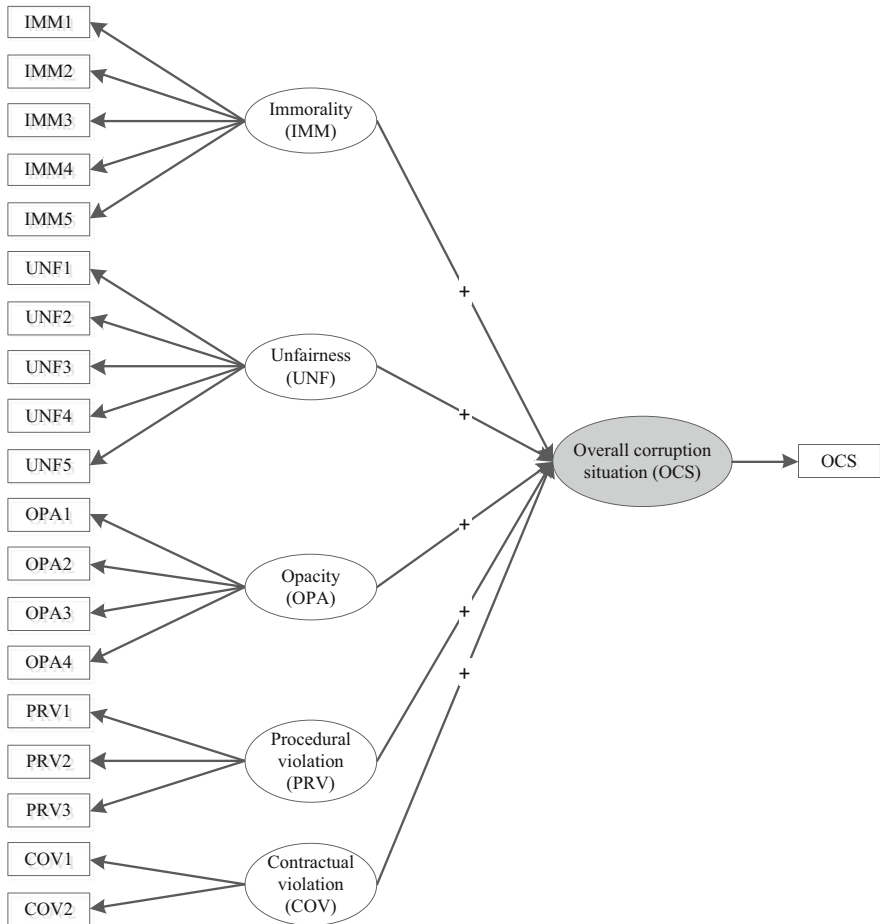 IMM1
IMM2
IMM3
IMM4
IMM5
UNF1
UNF2
UNF3
UNF4
UNF5
OPA1
OPA2
OPA3
OPA4
PRV1
PRV2
PRV3
COV1
COV2
Immorality
(IMM)
Unfairness
(UNF)
Opacity
(OPA)
Procedural
violation
(PRV)
Contractual
violation
(COV)
+
+
+
+
+
Overall corruption
situation (OCS)
OCS